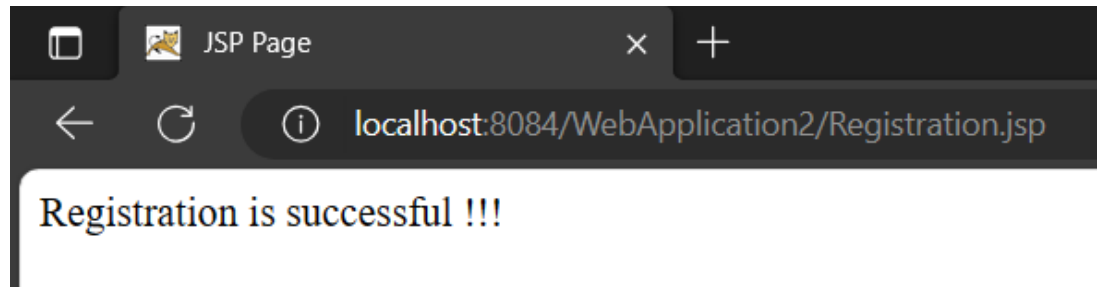 JSP Page
localhost:8084/WebApplication2/Registration.jsp
Registration is successful !!!